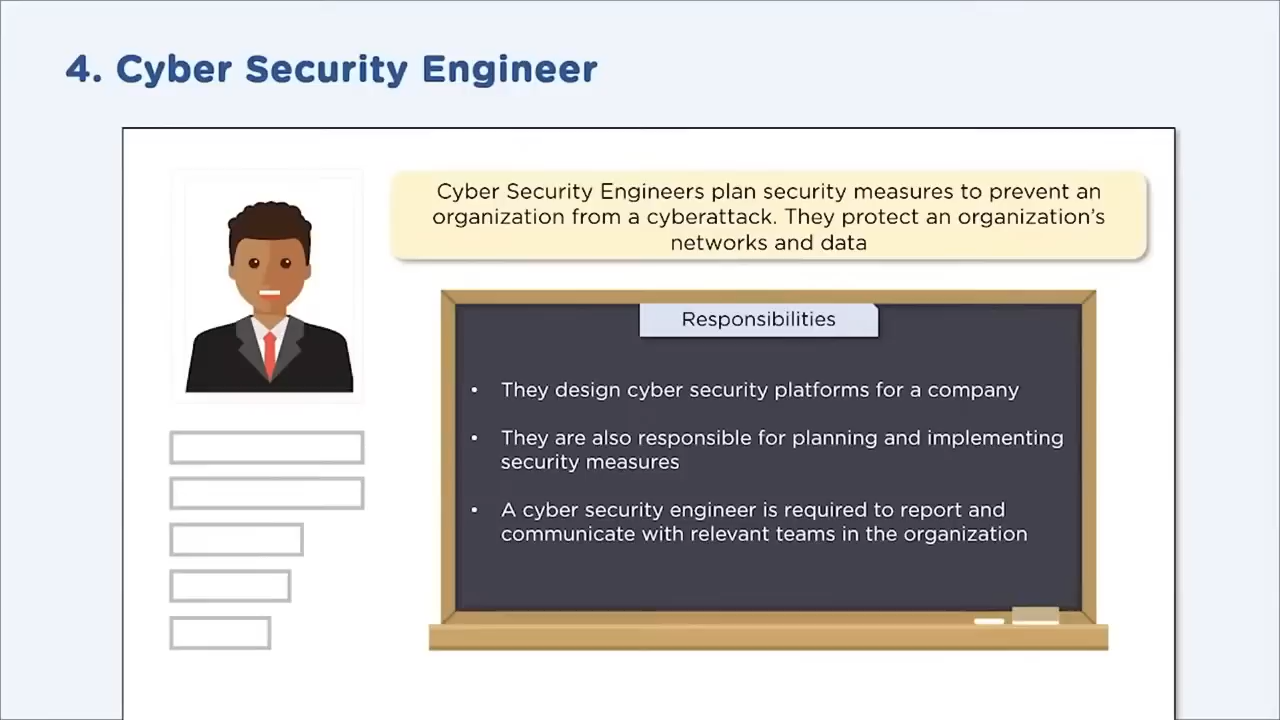 4. Cyber Security Engineer
Cyber Security Engineers plan security measures to prevent an
organization from a cyberattack. They protect an organization's
networks and data
Responsibilities
• They design cyber security platforms for a company
• They are also responsible for planning and implementing
security measures
• A cyber security engineer is required to report and
communicate with relevant teams in the organization